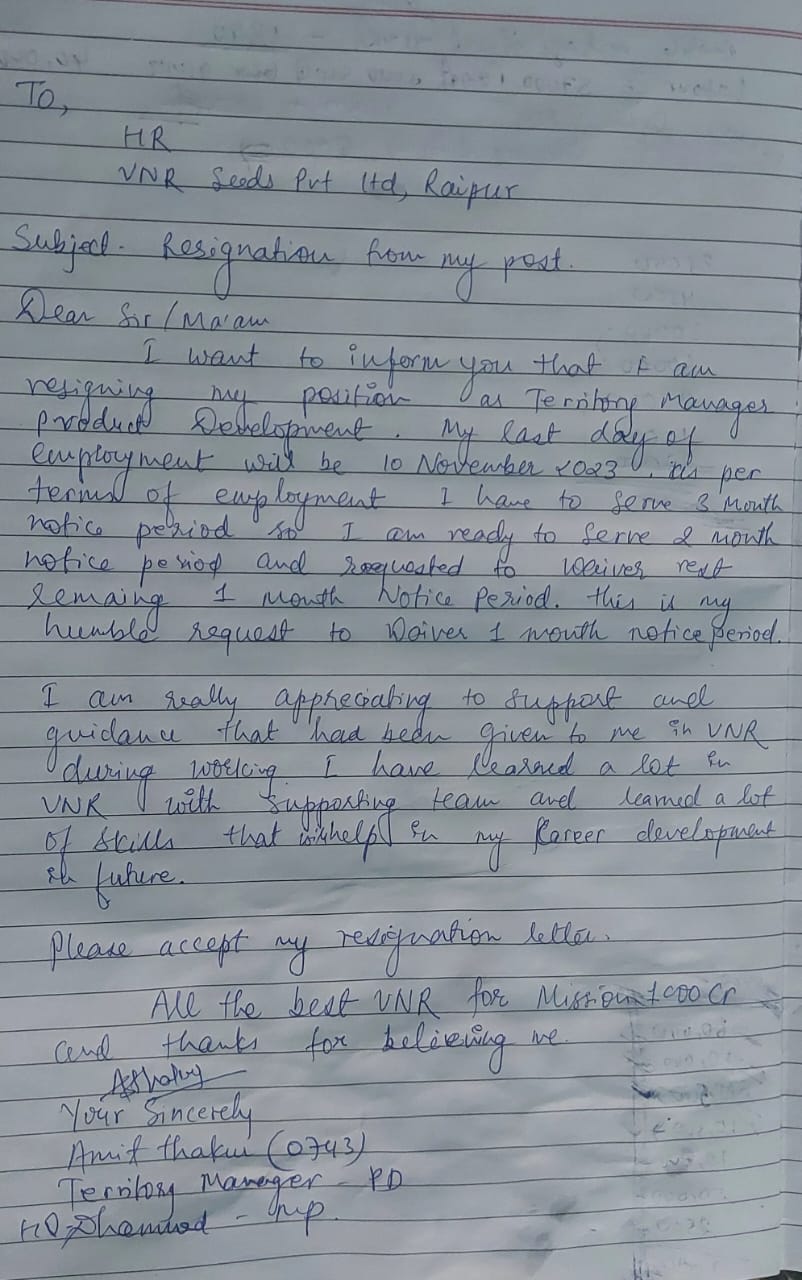 To,
HR
VNR Seeds Pvt ltd, Raipur
Subject. Resignation from my post.
Dear Sir / Ma'am
I want to inform you that I am
resigning my position as Territory Manager
product Development. My last day of
employment will be 10 November 2023. As per
terms of employment I have to serve 3 Month
notice period so I am ready to serve 2 month
notice period and requested to waiver rest
remaing 1 month Notice Period. this is my
humble request to Waiver 1 month notice period.
I am really appreciating to support and
guidance that had been given to me in VNR
during working. I have learned a lot in
VNR with supporting team and learned a lot
of skills that will help in my Career development
in future.
Please accept my resignation letter.
All the best VNR for Mission 1000 Cr
and thanks for believing me.
Your Sincerely
Amit thakur (0743)
Territory Manager - PD
HQ - - MP.